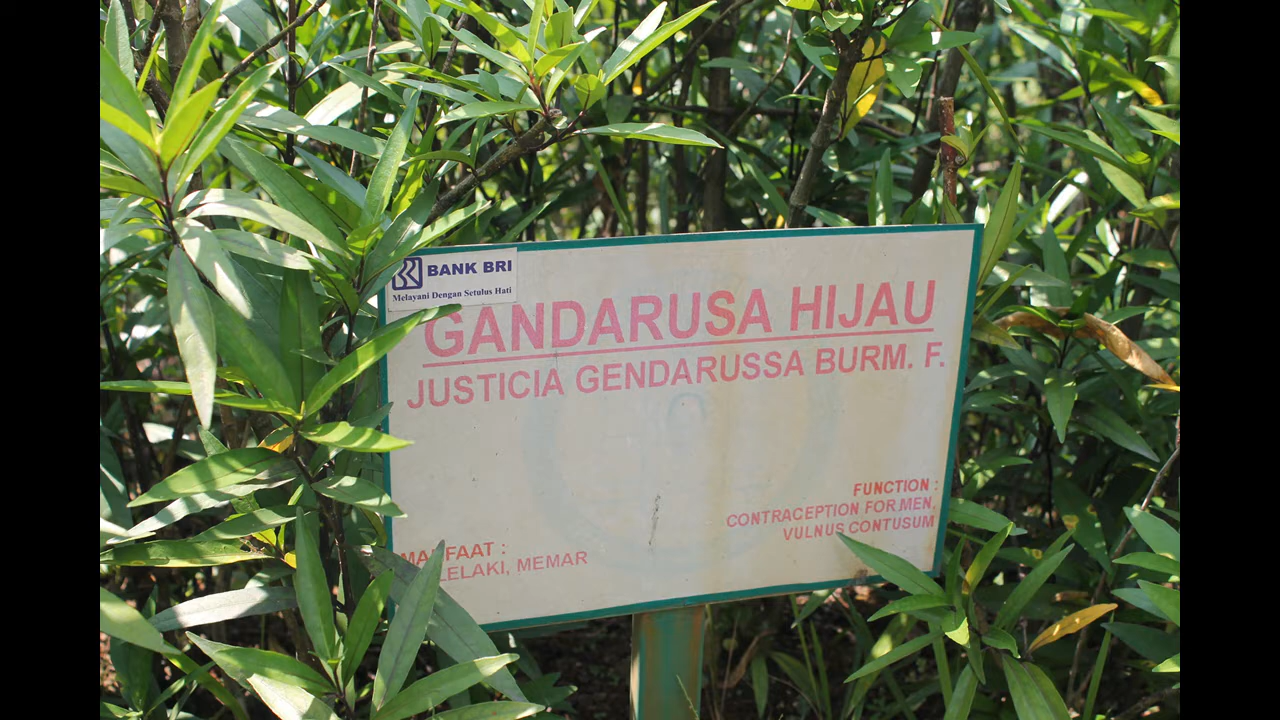 BANK BRI
Melayani Dengan Setulus Hati
GANDARUSA HIJAU
JUSTICIA GENDARUSSA BURM. F.
FUNCTION :
CONTRACEPTION FOR MEN,
VULNUS CONTUSUM
MANFAAT :
LELAKI, MEMAR